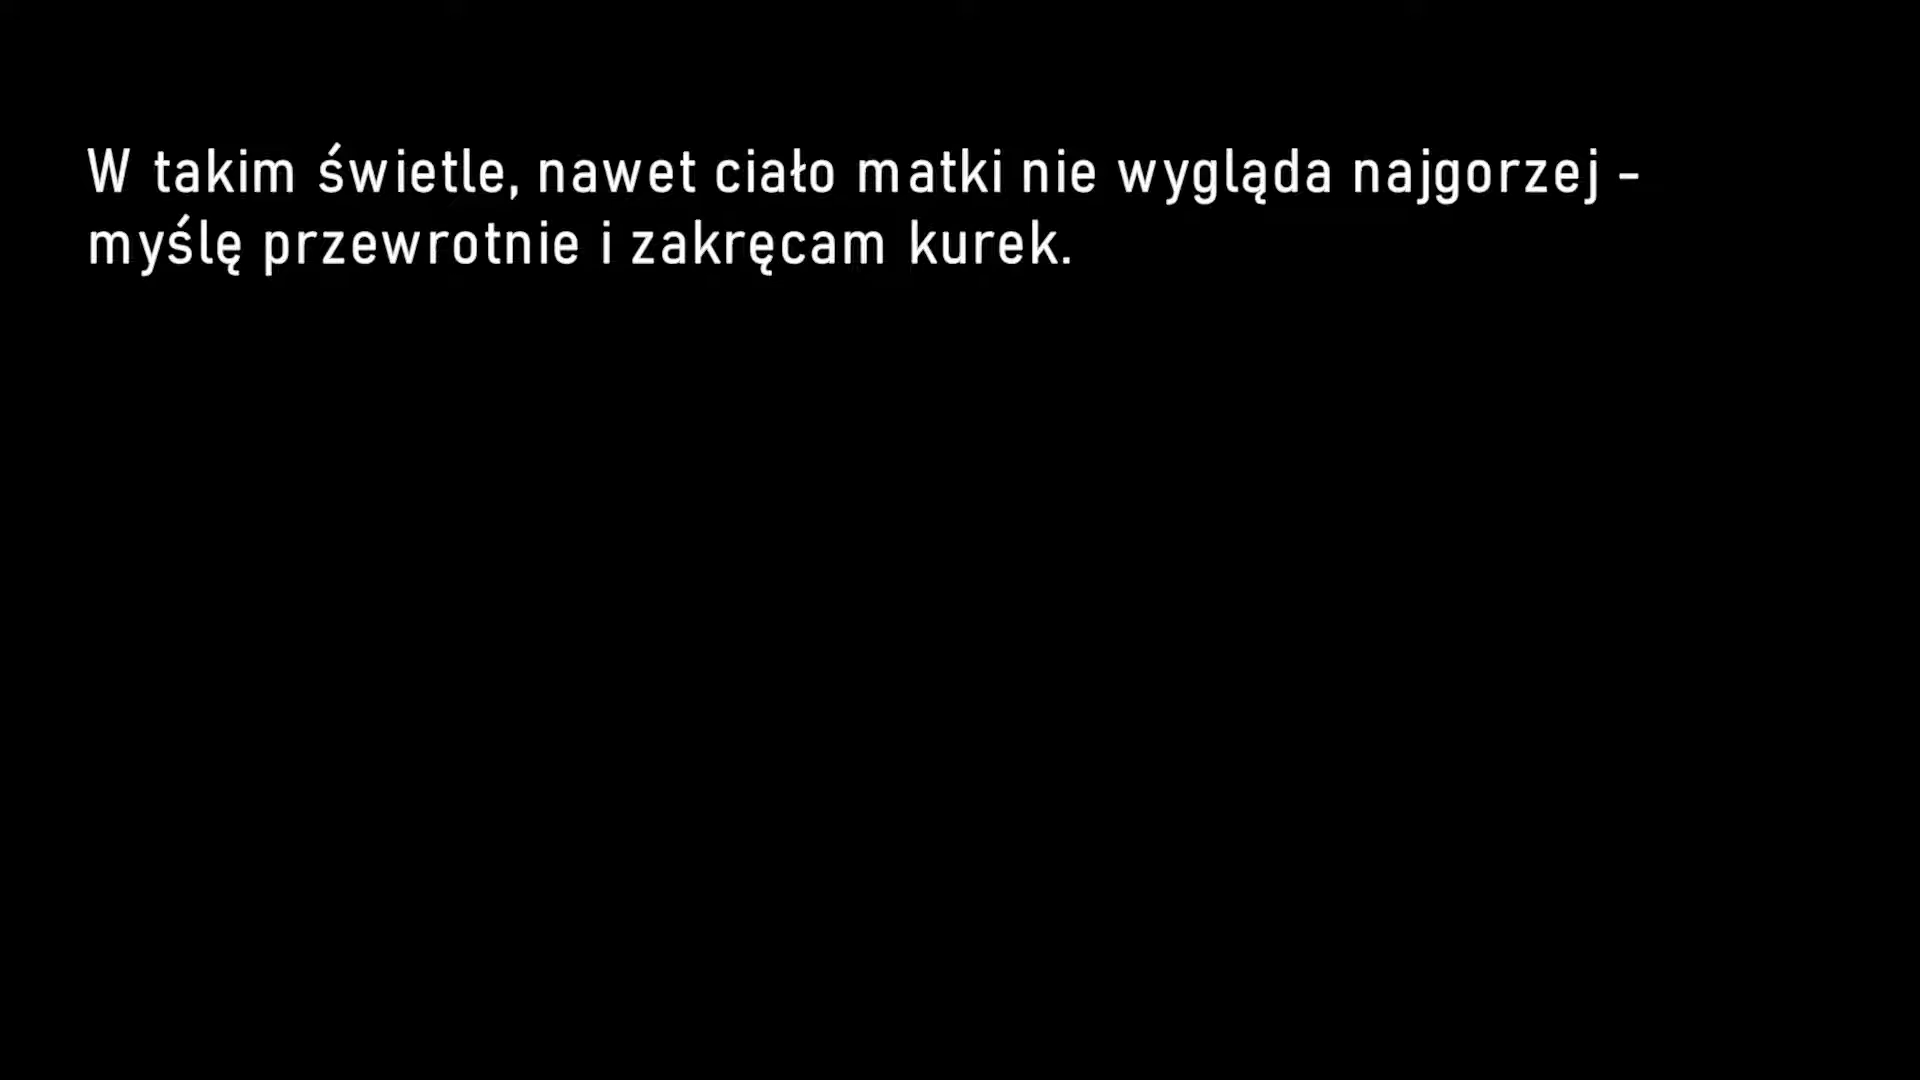 W takim świetle, nawet ciało matki nie wygląda najgorzej -
myślę przewrotnie i zakręcam kurek.